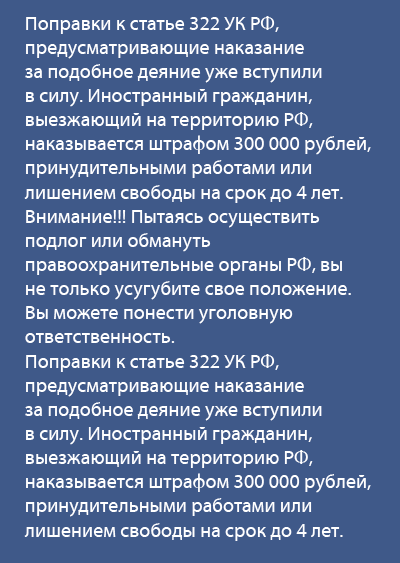 Поправки к статье 322 УК РФ,
предусматривающие наказание
за подобное деяние уже вступили
в силу. Иностранный гражданин,
выезжающий на территорию РФ,
наказывается штрафом 300 000 рублей,
принудительными работами или
лишением свободы на срок до 4 лет.
Внимание!!! Пытаясь осуществить
подлог или обмануть
правоохранительные органы РФ, вы
не только усугубите свое положение.
Вы можете понести уголовную
ответственность.
Поправки к статье 322 УК РФ,
предусматривающие наказание
за подобное деяние уже вступили
в силу. Иностранный гражданин,
выезжающий на территорию РФ,
наказывается штрафом 300 000 рублей,
принудительными работами или
лишением свободы на срок до 4 лет.